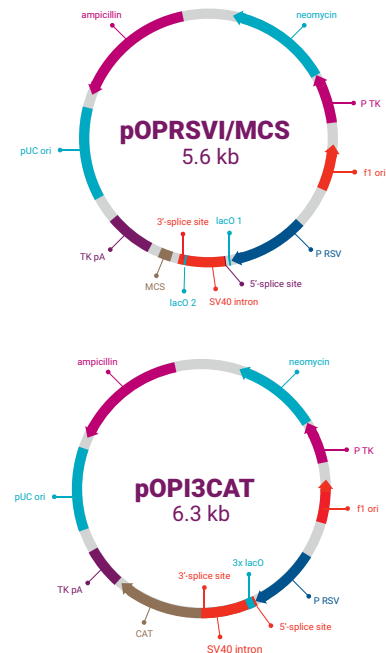 ampicillin
neomycin
P TK
pOPRSVI/MCS
5.6 kb
pUC ori
f1 ori
3'-splice site
lacO 1
TK pA
P RSV
MCS
5'-splice site
lacO 2
SV40 intron
ampicillin
neomycin
P TK
pOPI3CAT
6.3 kb
pUC ori
f1 ori
3x lacO
3'-splice site
TK pA
P RSV
CAT
5'-splice site
SV40 intron